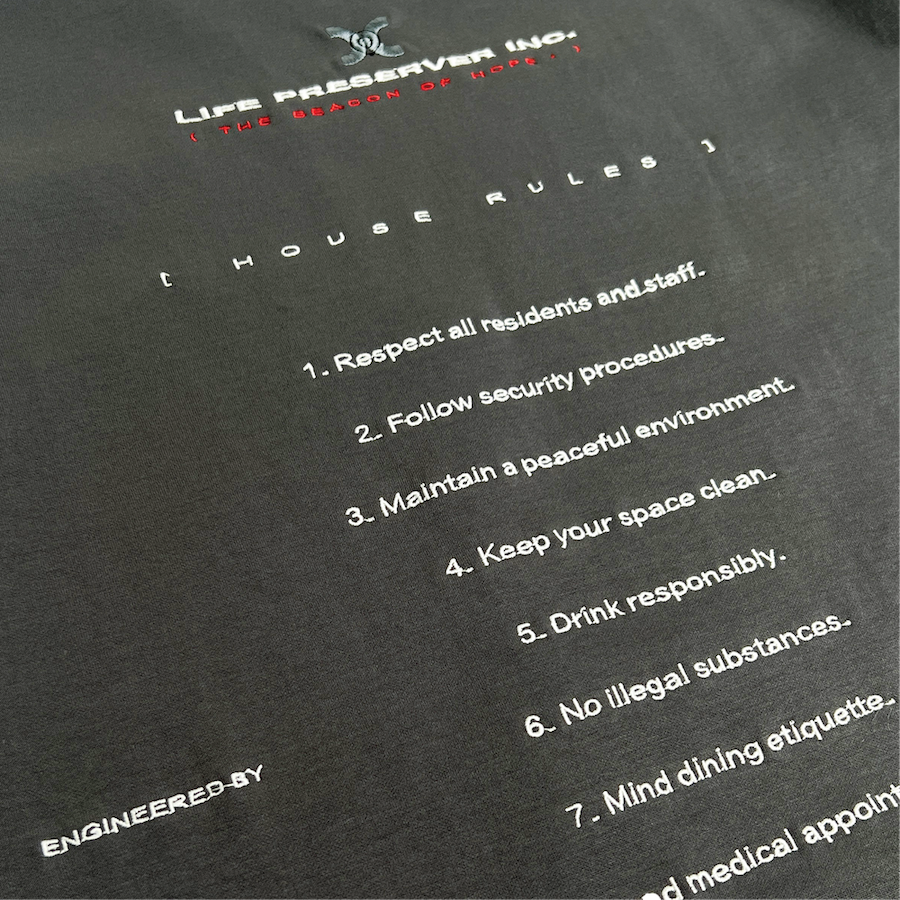 LIFE PRESERVER INC.
( THE BEACON OF HOPE. )
[ HOUSE RULES ]
1. Respect all residents and staff.
2. Follow security procedures.
3. Maintain a peaceful environment.
4. Keep your space clean.
5. Drink responsibly.
6. No illegal substances.
7. Mind dining etiquette.
medical
ENGINEERED BY